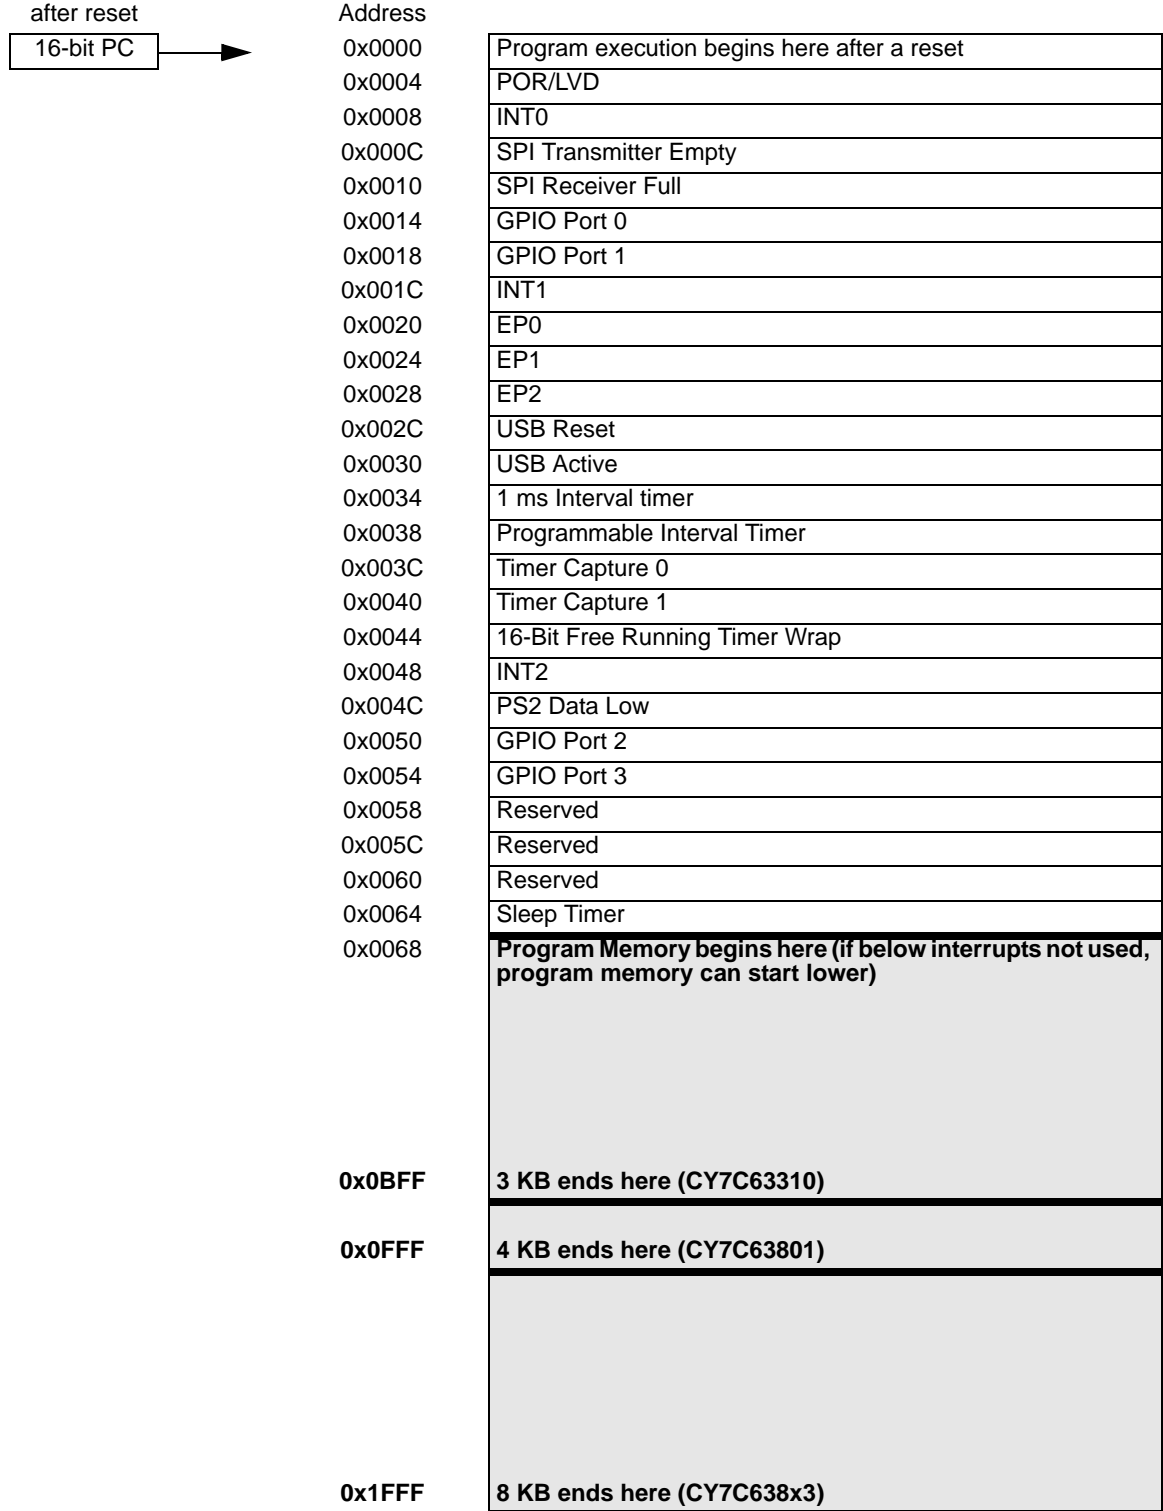 after reset Address
16-bit PC 0x0000 Program execution begins here after a reset
0x0004 POR/LVD
0x0008 INT0
0x000C SPI Transmitter Empty
0x0010 SPI Receiver Full
0x0014 GPIO Port 0
0x0018 GPIO Port 1
0x001C INT1
0x0020 EP0
0x0024 EP1
0x0028 EP2
0x002C USB Reset
0x0030 USB Active
0x0034 1 ms Interval timer
0x0038 Programmable Interval Timer
0x003C Timer Capture 0
0x0040 Timer Capture 1
0x0044 16-Bit Free Running Timer Wrap
0x0048 INT2
0x004C PS2 Data Low
0x0050 GPIO Port 2
0x0054 GPIO Port 3
0x0058 Reserved
0x005C Reserved
0x0060 Reserved
0x0064 Sleep Timer
0x0068 Program Memory begins here (if below interrupts not used,
program memory can start lower)
0x0BFF 3 KB ends here (CY7C63310)
0x0FFF 4 KB ends here (CY7C63801)
0x1FFF 8 KB ends here (CY7C638x3)